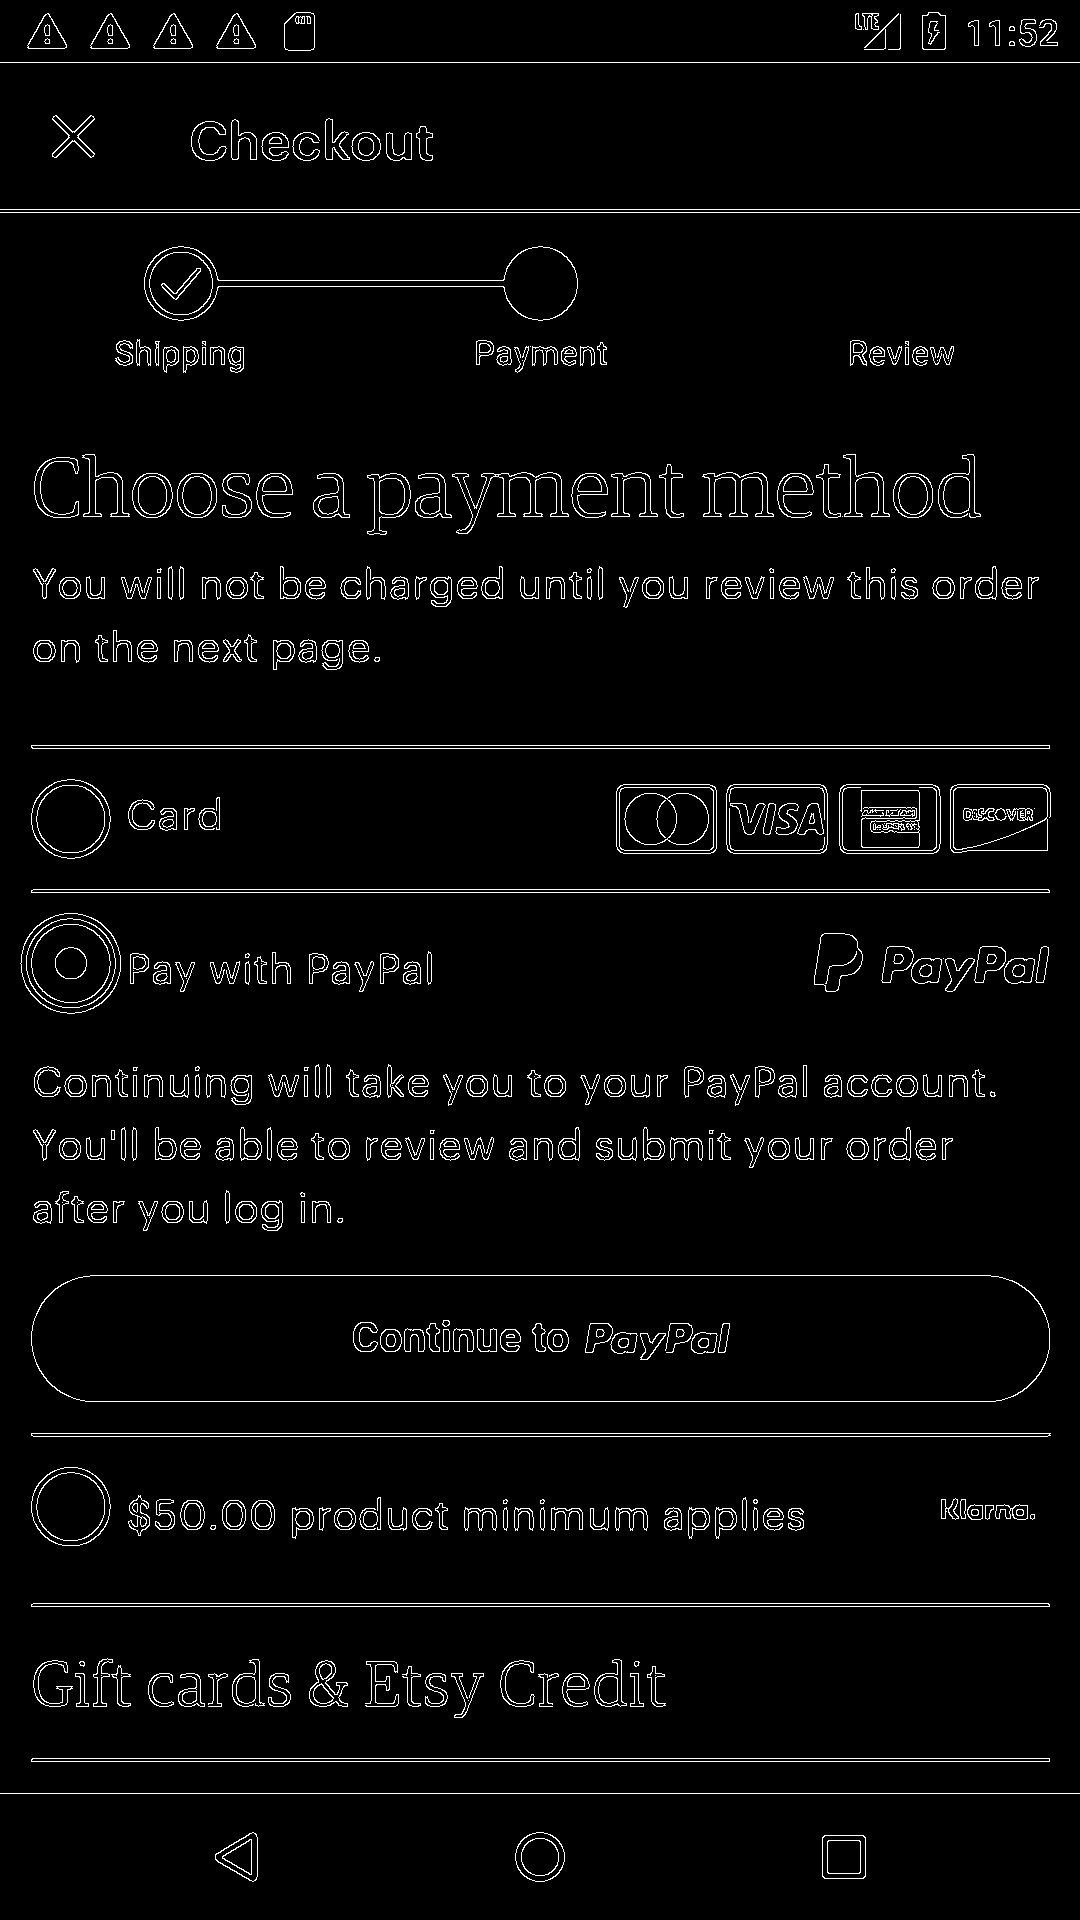 LTE 11:52
Checkout
Shipping Payment Review
Choose a payment method
You will not be charged until you review this order
on the next page.
Card VISA DISCOVER
Pay with PayPal PayPal
Continuing will take you to your PayPal account.
You'll be able to review and submit your order
after you log in.
Continue to PayPal
$50.00 product minimum applies Klarna.
Gift cards & Etsy Credit